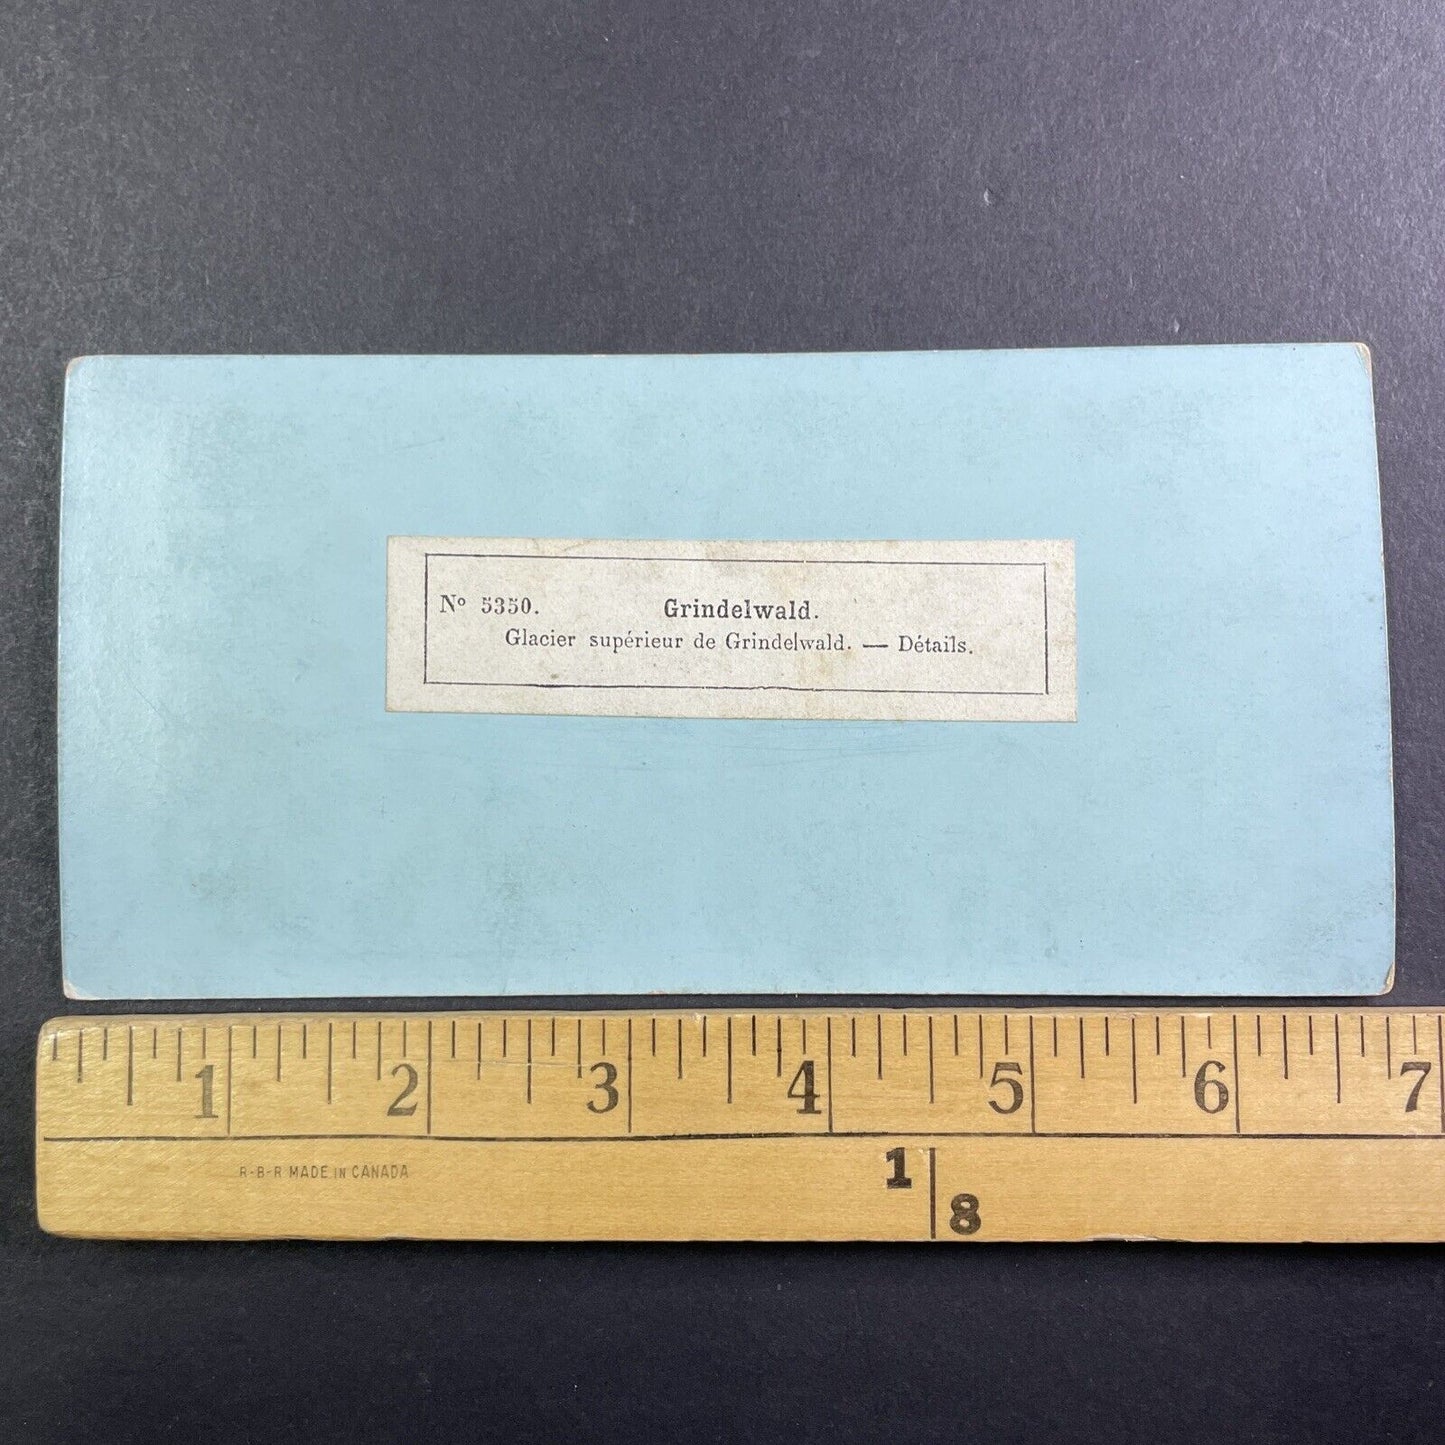 Nº 5350. Grindelwald.
Glacier supérieur de Grindelwald. — Détails.
1 2 3 4 5 6 7
R-B-R MADE IN CANADA
1
8